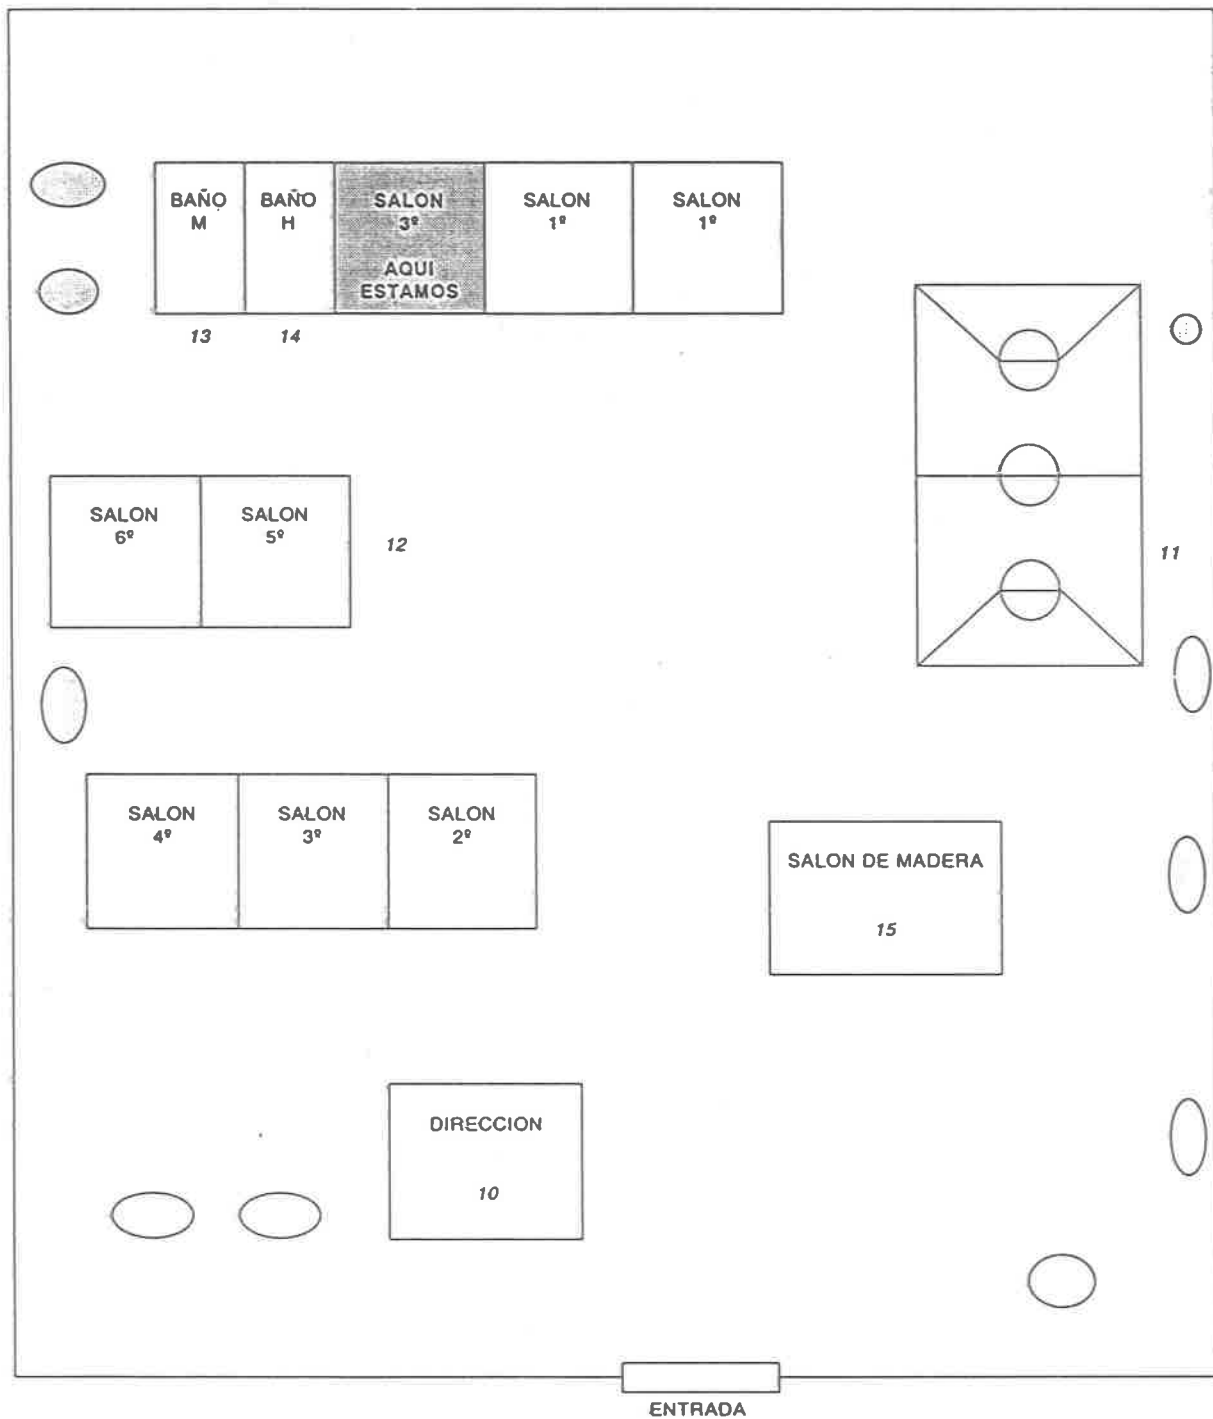 BAÑO
M
BAÑO
H
SALON
3º
AQUI
ESTAMOS
SALON
1º
SALON
1º
13
14
SALON
6º
SALON
5º
12
11
SALON
4º
SALON
3º
SALON
2º
SALON DE MADERA
15
DIRECCION
10
ENTRADA